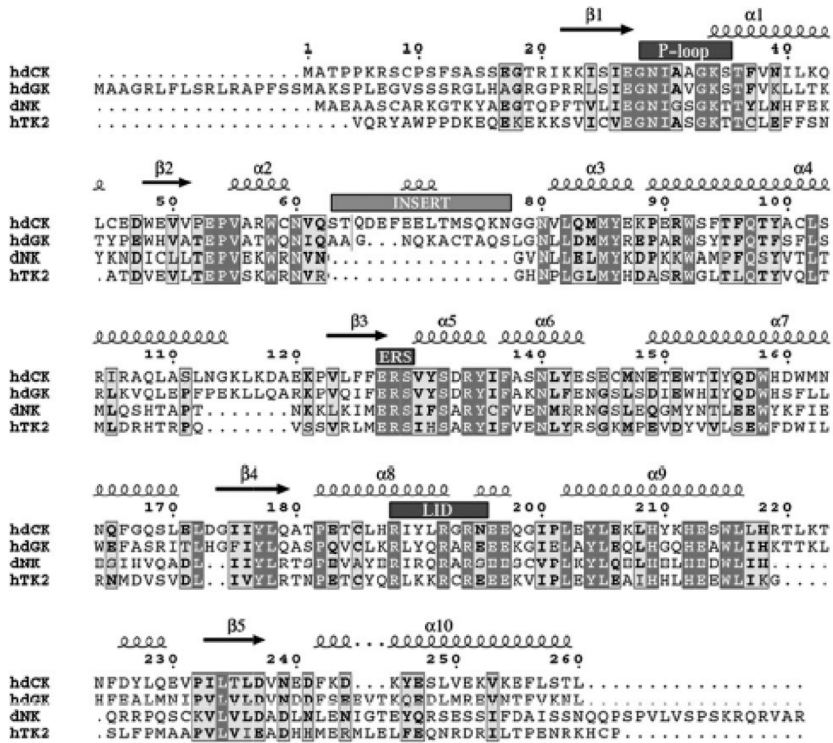 β1 P-loop α1
1 10 20 40
hdCK ..................MATPPKRSCPSFSASSEGTRIKKISIEGNIAAGKSTFVNILKQ
hdGK MAAGRLFLSRLRAPFSSMAKSPLEGVSSSRGLHAGRGPRRLSIEGNIAVGKSTFVKLLTK
dNK ...................MAEAASCARKGTKYAEGTQPFTVLIEGNIGSGKTTYLNHFEK
hTK2 .....................VQRYAWPPDKEQEKEKKSVICVEGNIASGKTTCLEFFSN
β2 α2 α3 α4
50 60 INSERT 80 90 100
hdCK LCEDWEVVPEPVARWCNVQSTQDEFEELTMSQKNGGNVLQMMYEKPERWSFTFQTYACLS
hdGK TYPEWHVATEPVATWQNIQAAG...NQKACTAQSLGNLLDMMYREPARWSYTFQTFSFLS
dNK YKNDICLLTEPVEKWRNVN...............GVNLLELMYKDPKKWAMPFQSYVTLT
hTK2 .ATDVEVLTEPVSKWRNVR...............GHNPLGLMYHDASRWGLTLQTYVQLT
β3 α5 α6 α7
110 120 ERS 140 150 160
hdCK RIRAQLASLNGKLKDAEKPVLFFERSVYSDRYIFASNLYESECMNETEWTIYQDWHDWMN
hdGK RLKVQLEPFPEKLLQARKPVQIFERSVYSDRYIFAKNLFENGSLSDIEWHIYQDWHSFLL
dNK MLQSHTAPT.......NKKLKIMERSIFSARYCFVENMRRNGSLEQGMYNTLEEWYKFIE
hTK2 MLDRHTRPQ.......VSSVRLMERSIHSARYIFVENLYRSGKMPEVDYVVLSEWFDWIL
β4 α8 α9
170 180 LID 200 210 220
hdCK NQFGQSLELDGIIYLQATPETCLHRIYLRGRNEEQGIPLEYLEKLHYKHESWLLHRTLKT
hdGK WEFASRITLHGFIYLQASPQVCLKRLYQRAREEEKGIELAYLEQLHGQHEAWLIHKTTKL
dNK DSIHVQADL..IIYLRTSPEVAYERIRQRARSEESCVPLKYLQELHELHEDWLIH.....
hTK2 RNMDVSVDL..IVYLRTNPETCYQRLKKRCREEEKVIPLEYLEAIHHLHEEWLIKG....
β5 α10
230 240 250 260
hdCK NFDYLQEVPILTLDVNEDFKD...KYESLVEKVKEFLSTL..................
hdGK HFEALMNIPVLVLDVNDDFSEEVTKQEDLMREVNTFVKNL..................
dNK .QRRPQSCKVLVLDADLNLENIGTEYQRSESSIFDAISSNQQPSPVLVSPSKRQRVAR
hTK2 .SLFPMAAPVLVIEADHHMERMLELFEQNRDRILTPENRKHCP...............